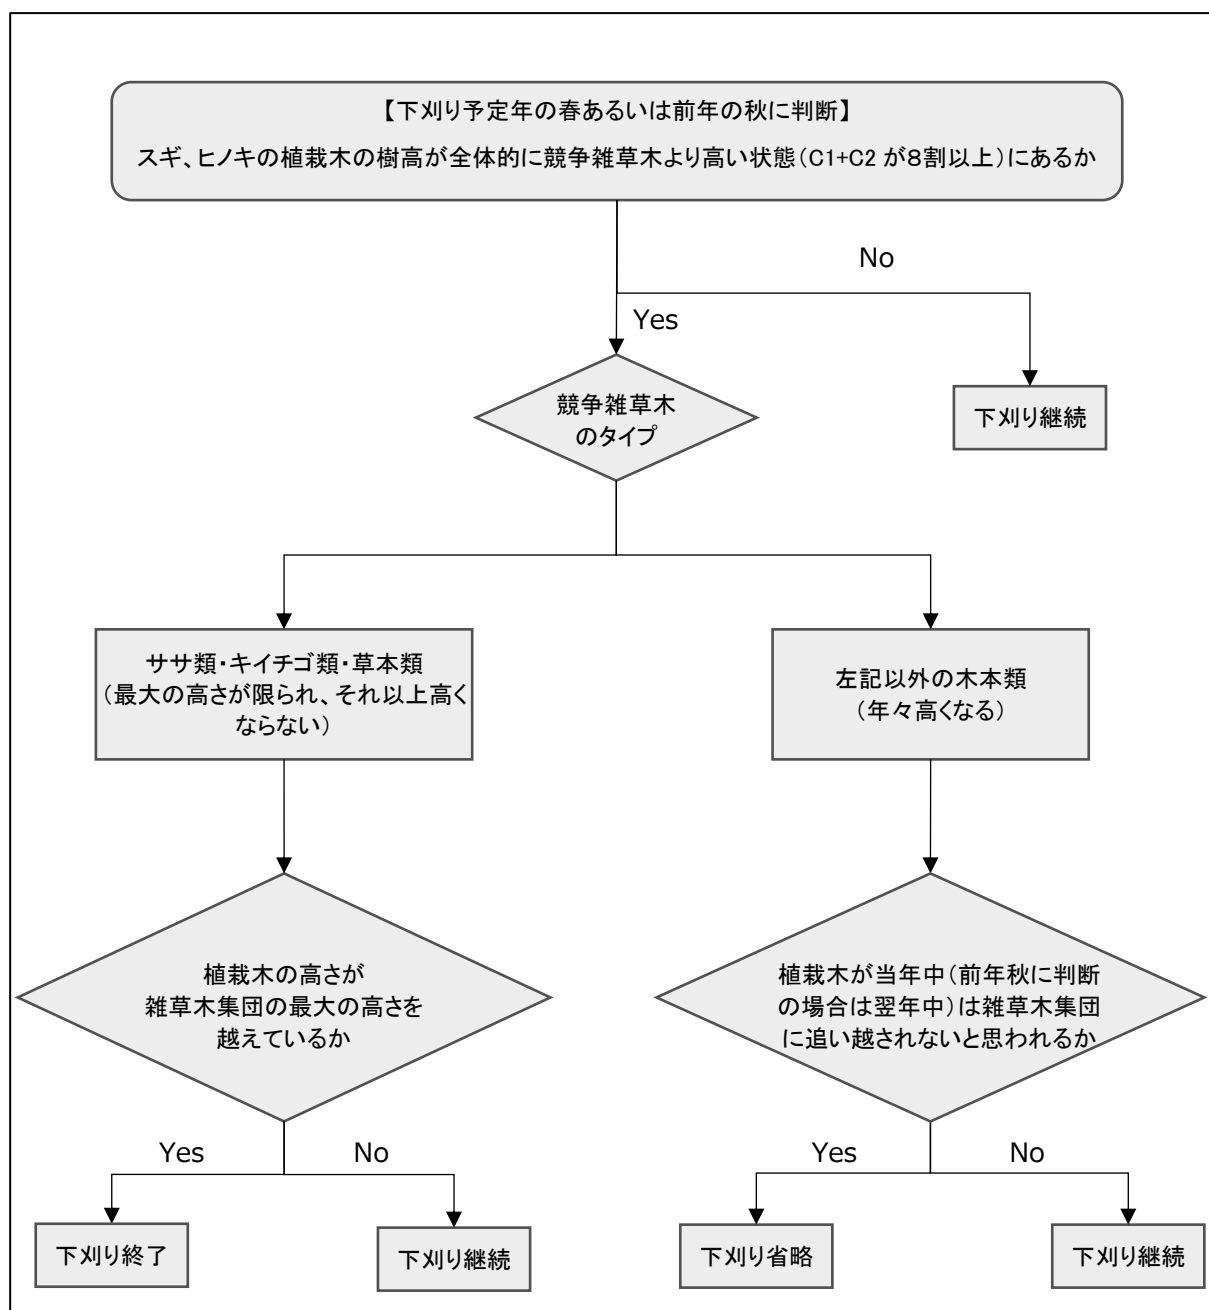 【下刈り予定年の春あるいは前年の秋に判断】
スギ、ヒノキの植栽木の樹高が全体的に競争雑草木より高い状態(C1+C2 が8割以上)にあるか
No
Yes
競争雑草木
のタイプ
下刈り継続
ササ類・キイチゴ類・草本類
(最大の高さが限られ、それ以上高く
ならない)
左記以外の木本類
(年々高くなる)
植栽木の高さが
雑草木集団の最大の高さを
越えているか
植栽木が当年中(前年秋に判断
の場合は翌年中)は雑草木集団
に追い越されないと思われるか
Yes
No
Yes
No
下刈り終了
下刈り継続
下刈り省略
下刈り継続